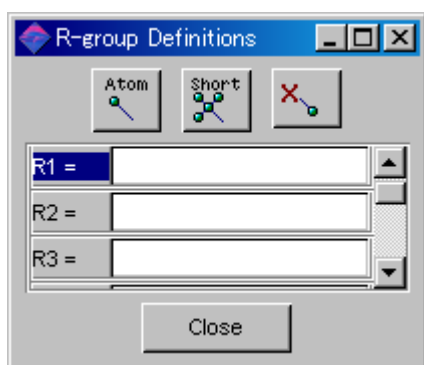 R-group Definitions
Atom
Short
R1 =
R2 =
R3 =
Close